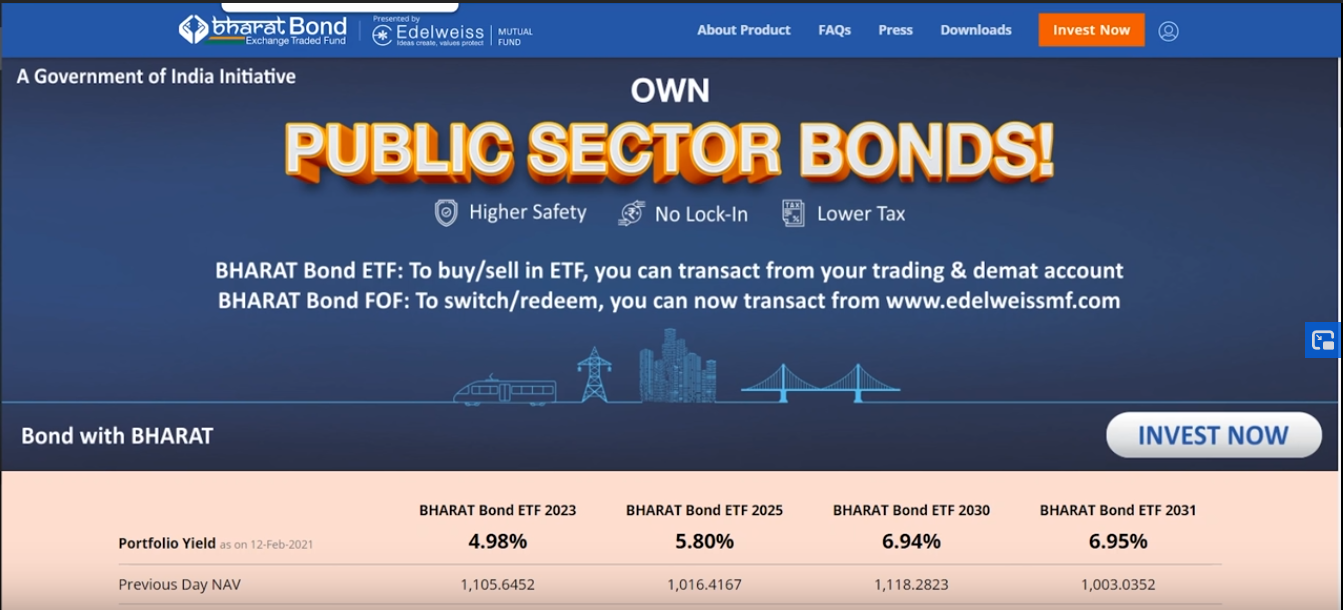 bharat Bond
Exchange Traded Fund
Presented by
Edelweiss
Ideas create, values protect
MUTUAL
FUND
About Product
FAQs
Press
Downloads
Invest Now
A Government of India Initiative
OWN
PUBLIC SECTOR BONDS!
Higher Safety
No Lock-In
TAX
%
Lower Tax
BHARAT Bond ETF: To buy/sell in ETF, you can transact from your trading & demat account
BHARAT Bond FOF: To switch/redeem, you can now transact from www.edelweissmf.com
Bond with BHARAT
INVEST NOW
BHARAT Bond ETF 2023 BHARAT Bond ETF 2025 BHARAT Bond ETF 2030 BHARAT Bond ETF 2031
Portfolio Yield as on 12-Feb-2021 4.98% 5.80% 6.94% 6.95%
Previous Day NAV 1,105.6452 1,016.4167 1,118.2823 1,003.0352